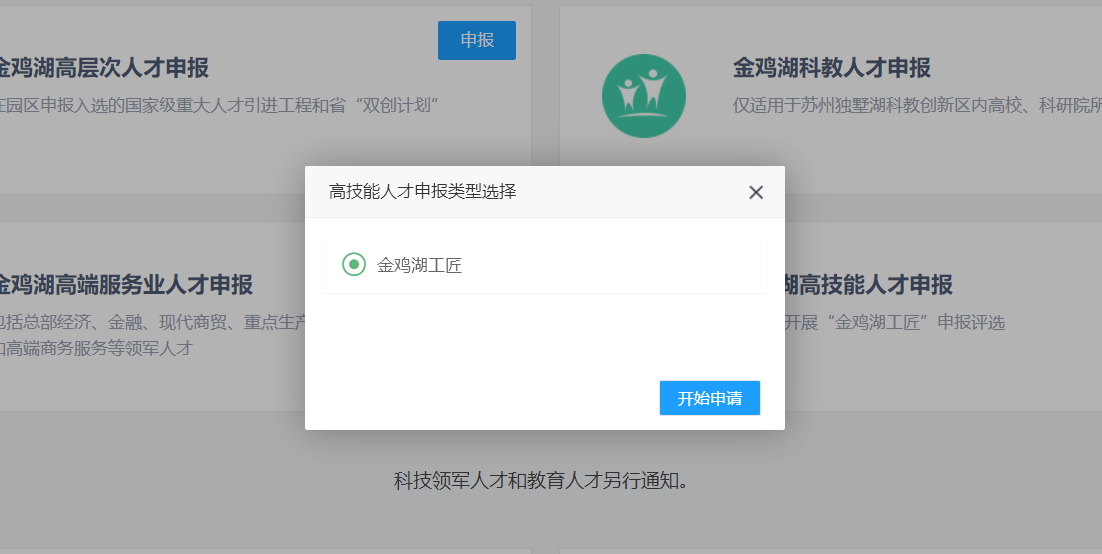 申报
金鸡湖高层次人才申报
在园区申报入选的国家级重大人才引进工程和省“双创计划”
金鸡湖科教人才申报
仅适用于苏州独墅湖科教创新区内高校、科研院所
高技能人才申报类型选择
金鸡湖工匠
金鸡湖高端服务业人才申报
包括总部经济、金融、现代商贸、重点生产
和高端商务服务等领军人才
湖高技能人才申报
开展“金鸡湖工匠”申报评选
开始申请
科技领军人才和教育人才另行通知。